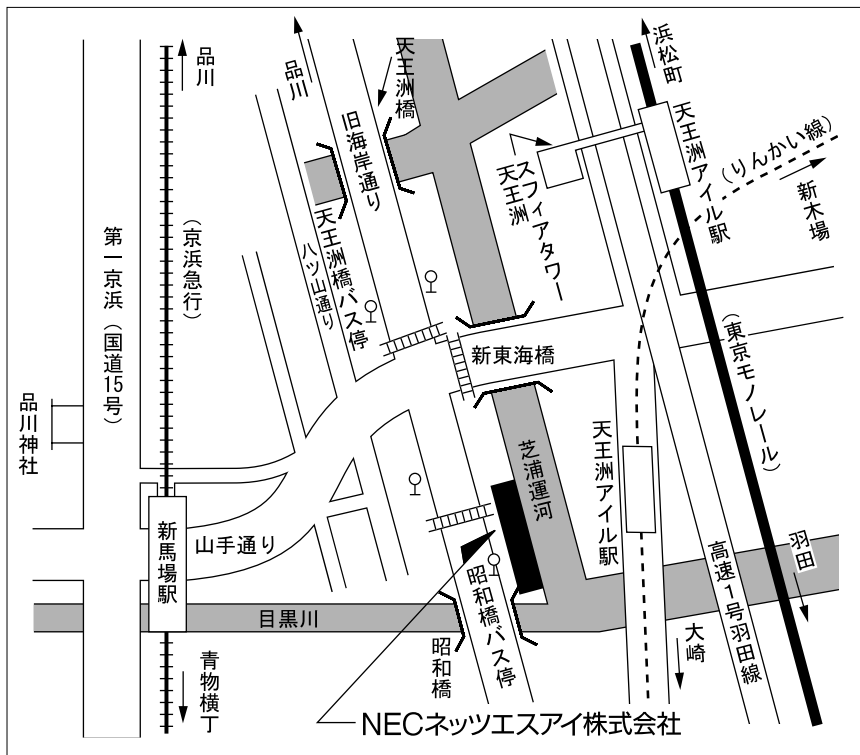 品川
品川
天王洲橋
浜松町
旧海岸通り
天王洲
スフィアタワー
天王洲アイル駅
(りんかい線)
新木場
第一京浜(国道15号)
(京浜急行)
八ツ山通り
天王洲橋バス停
新東海橋
(東京モノレール)
品川神社
芝浦運河
天王洲アイル駅
新馬場駅
山手通り
高速1号羽田線
羽田
目黒川
昭和橋
昭和橋バス停
大崎
青物横丁
NECネッツエスアイ株式会社